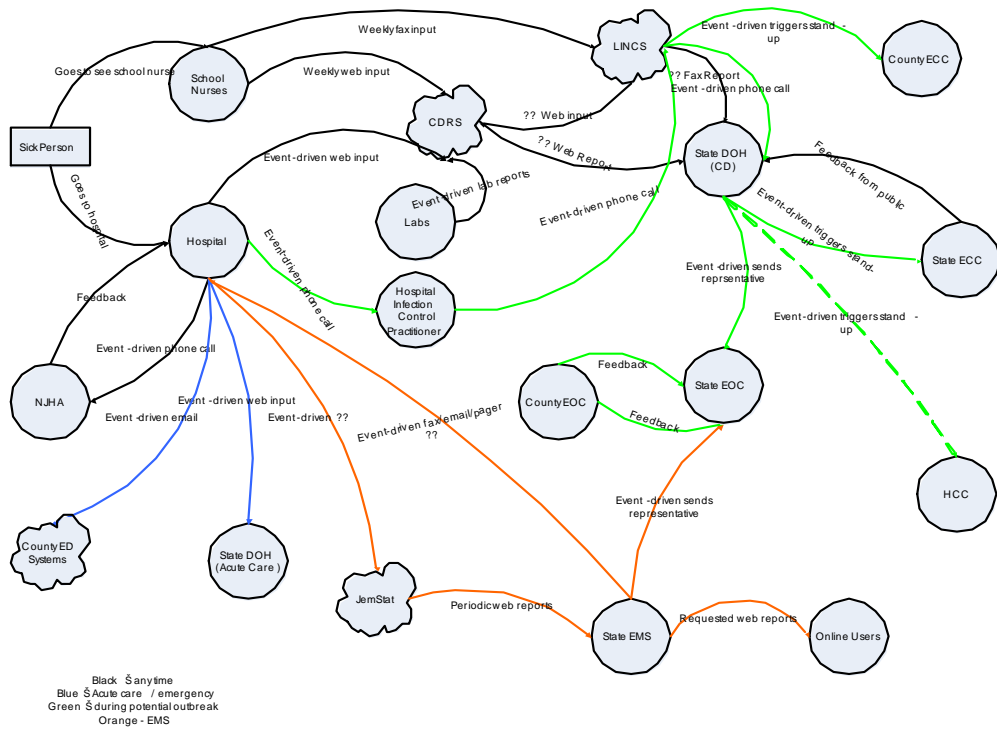 Weekly fax input
Event -driven triggers stand -
up
LINCS
County ECC
Goes to see school nurse
School
Nurses
Weekly web input
?? Fax Report
Event -driven phone call
?? Web input
CDRS
Sick Person
Event-driven web input
?? Web Report
State DOH
(CD)
Feedback from public
Goes to hospital
Event-driven lab reports
Labs
Event-driven phone call
Hospital
Event-driven phone call
Event-driven triggers stand-
up
State ECC
Event -driven sends
reprsentative
Feedback
Hospital
Infection
Control
Practitioner
Event -driven triggers stand -
up
Event -driven phone call
Feedback
State EOC
NJHA
Event -driven email
Event -driven web input
Event-driven ??
Event-driven fax/email/pager
??
County EOC
Feedback
HCC
Event -driven sends
representative
County ED
Systems
State DOH
(Acute Care )
JemStat
Periodic web reports
State EMS
Requested web reports
Online Users
Black Š anytime
Blue Š Acute care / emergency
Green Š during potential outbreak
Orange - EMS